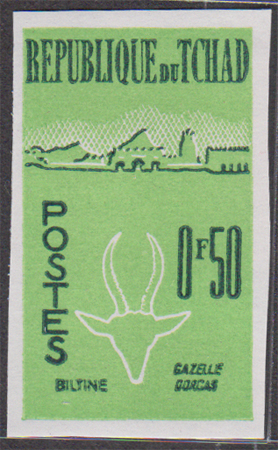 REPUBLIQUE DU TCHAD
POSTES
0F50
BILTINE
GAZELLE
DORCAS